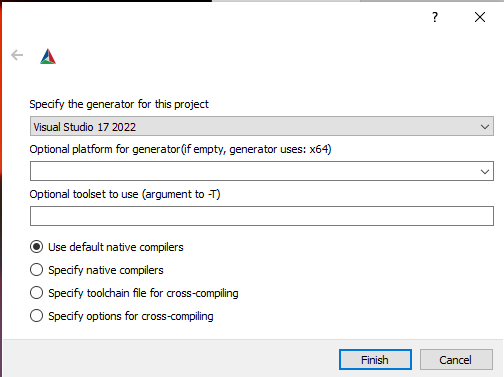 ?
Specify the generator for this project
Visual Studio 17 2022
Optional platform for generator(if empty, generator uses: x64)
Optional toolset to use (argument to -T)
Use default native compilers
Specify native compilers
Specify toolchain file for cross-compiling
Specify options for cross-compiling
Finish
Cancel